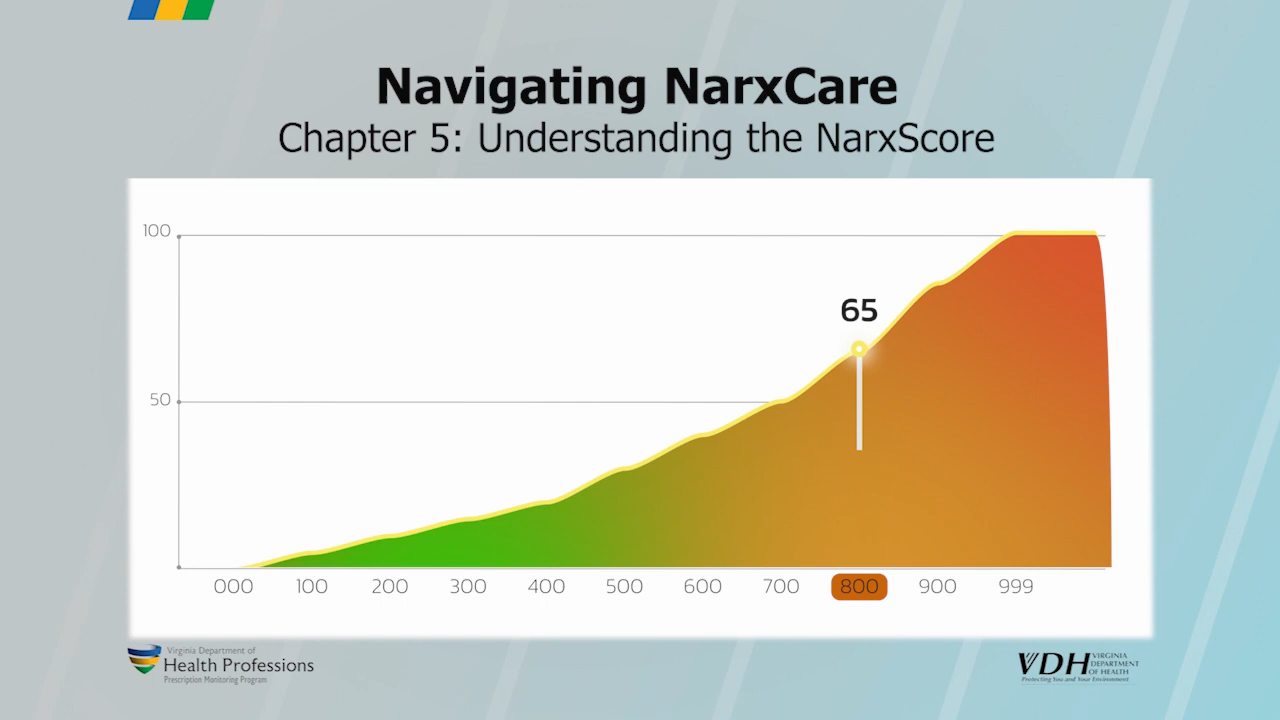 Navigating NarxCare
Chapter 5: Understanding the NarxScore
100
65
50
000 100 200 300 400 500 600 700 800 900 999
Virginia Department of
Health Professions
Prescription Monitoring Program
VDH VIRGINIA
DEPARTMENT
OF HEALTH
Protecting You and Your Environment